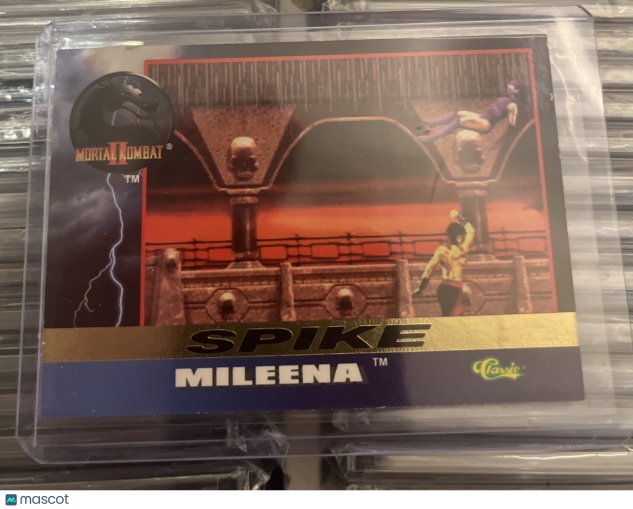 MORTAL KOMBAT ®
II
TM
SPIKE
MILEENA TM
Classic
mascot